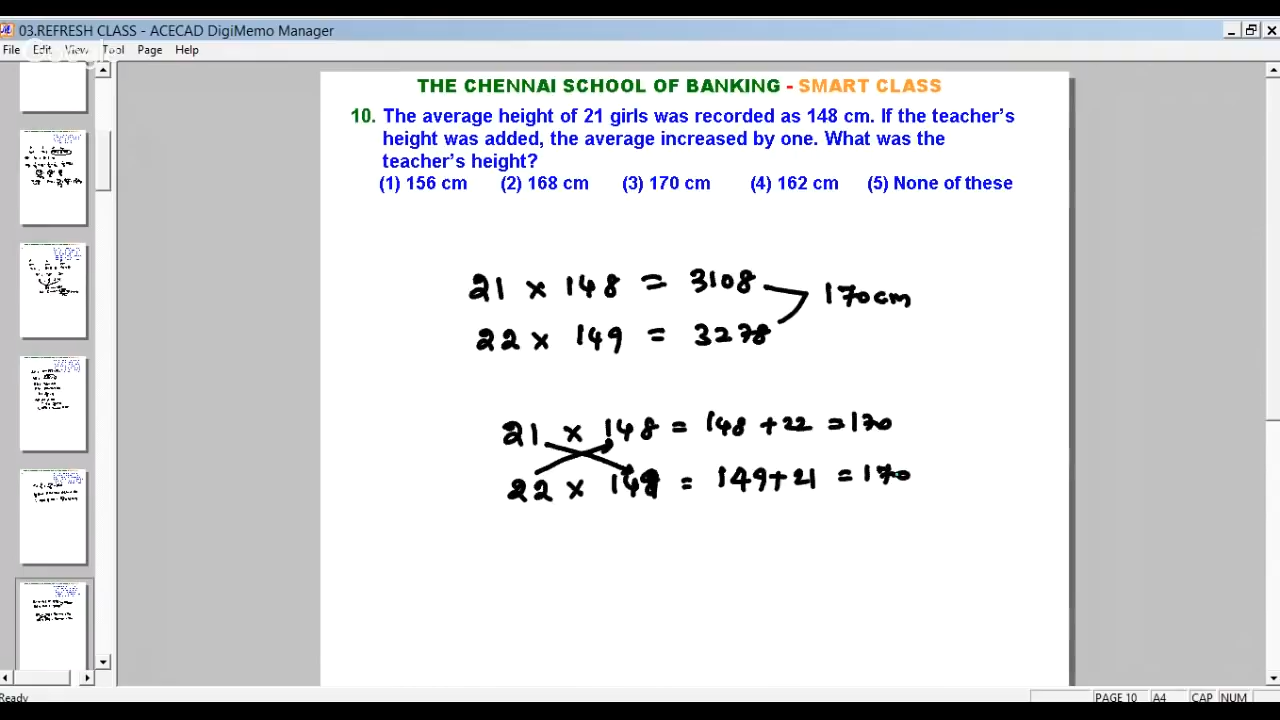 03.REFRESH CLASS - ACECAD DigiMemo Manager
File Edit View Tool Page Help
THE CHENNAI SCHOOL OF BANKING - SMART CLASS
10. The average height of 21 girls was recorded as 148 cm. If the teacher's
height was added, the average increased by one. What was the
teacher's height?
(1) 156 cm (2) 168 cm (3) 170 cm (4) 162 cm (5) None of these
21 × 148 = 3108
170cm
22 × 149 = 3278
21 × 148 = 148 + 22 = 170
22 × 149 = 149 + 21 = 170
Ready PAGE 10 A4 CAP NUM